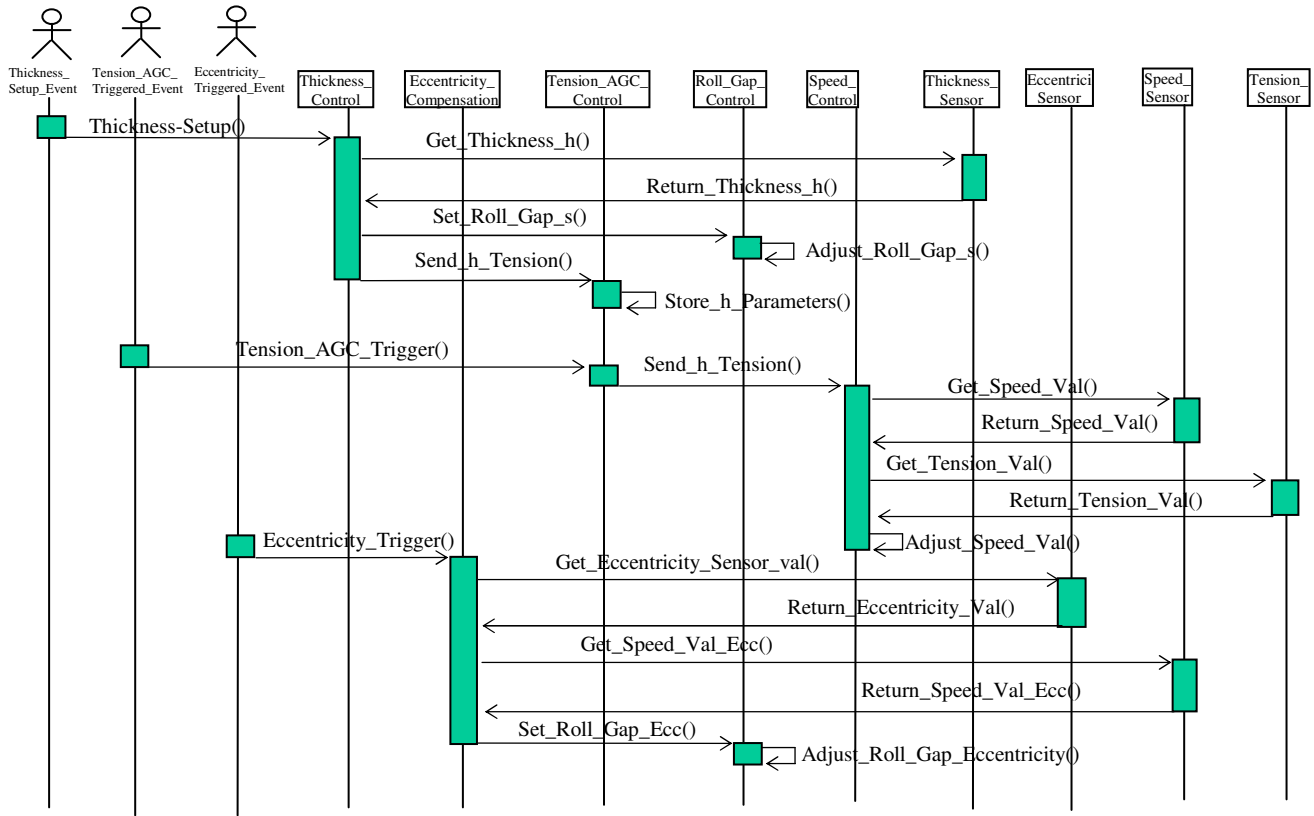 Thickness_
Setup_Event
Tension_AGC_
Triggered_Event
Eccentricity_
Triggered_Event
Thickness_
Control
Eccentricity_
Compensation
Tension_AGC_
Control
Roll_Gap_
Control
Speed_
Control
Thickness_
Sensor
Eccentrici
Sensor
Speed_
Sensor
Tension_
Sensor
Thickness-Setup()
Get_Thickness_h()
Return_Thickness_h()
Set_Roll_Gap_s()
Adjust_Roll_Gap_s()
Send_h_Tension()
Store_h_Parameters()
Tension_AGC_Trigger()
Send_h_Tension()
Get_Speed_Val()
Return_Speed_Val()
Get_Tension_Val()
Return_Tension_Val()
Adjust_Speed_Val()
Eccentricity_Trigger()
Get_Eccentricity_Sensor_val()
Return_Eccentricity_Val()
Get_Speed_Val_Ecc()
Return_Speed_Val_Ecc()
Set_Roll_Gap_Ecc()
Adjust_Roll_Gap_Eccentricity()